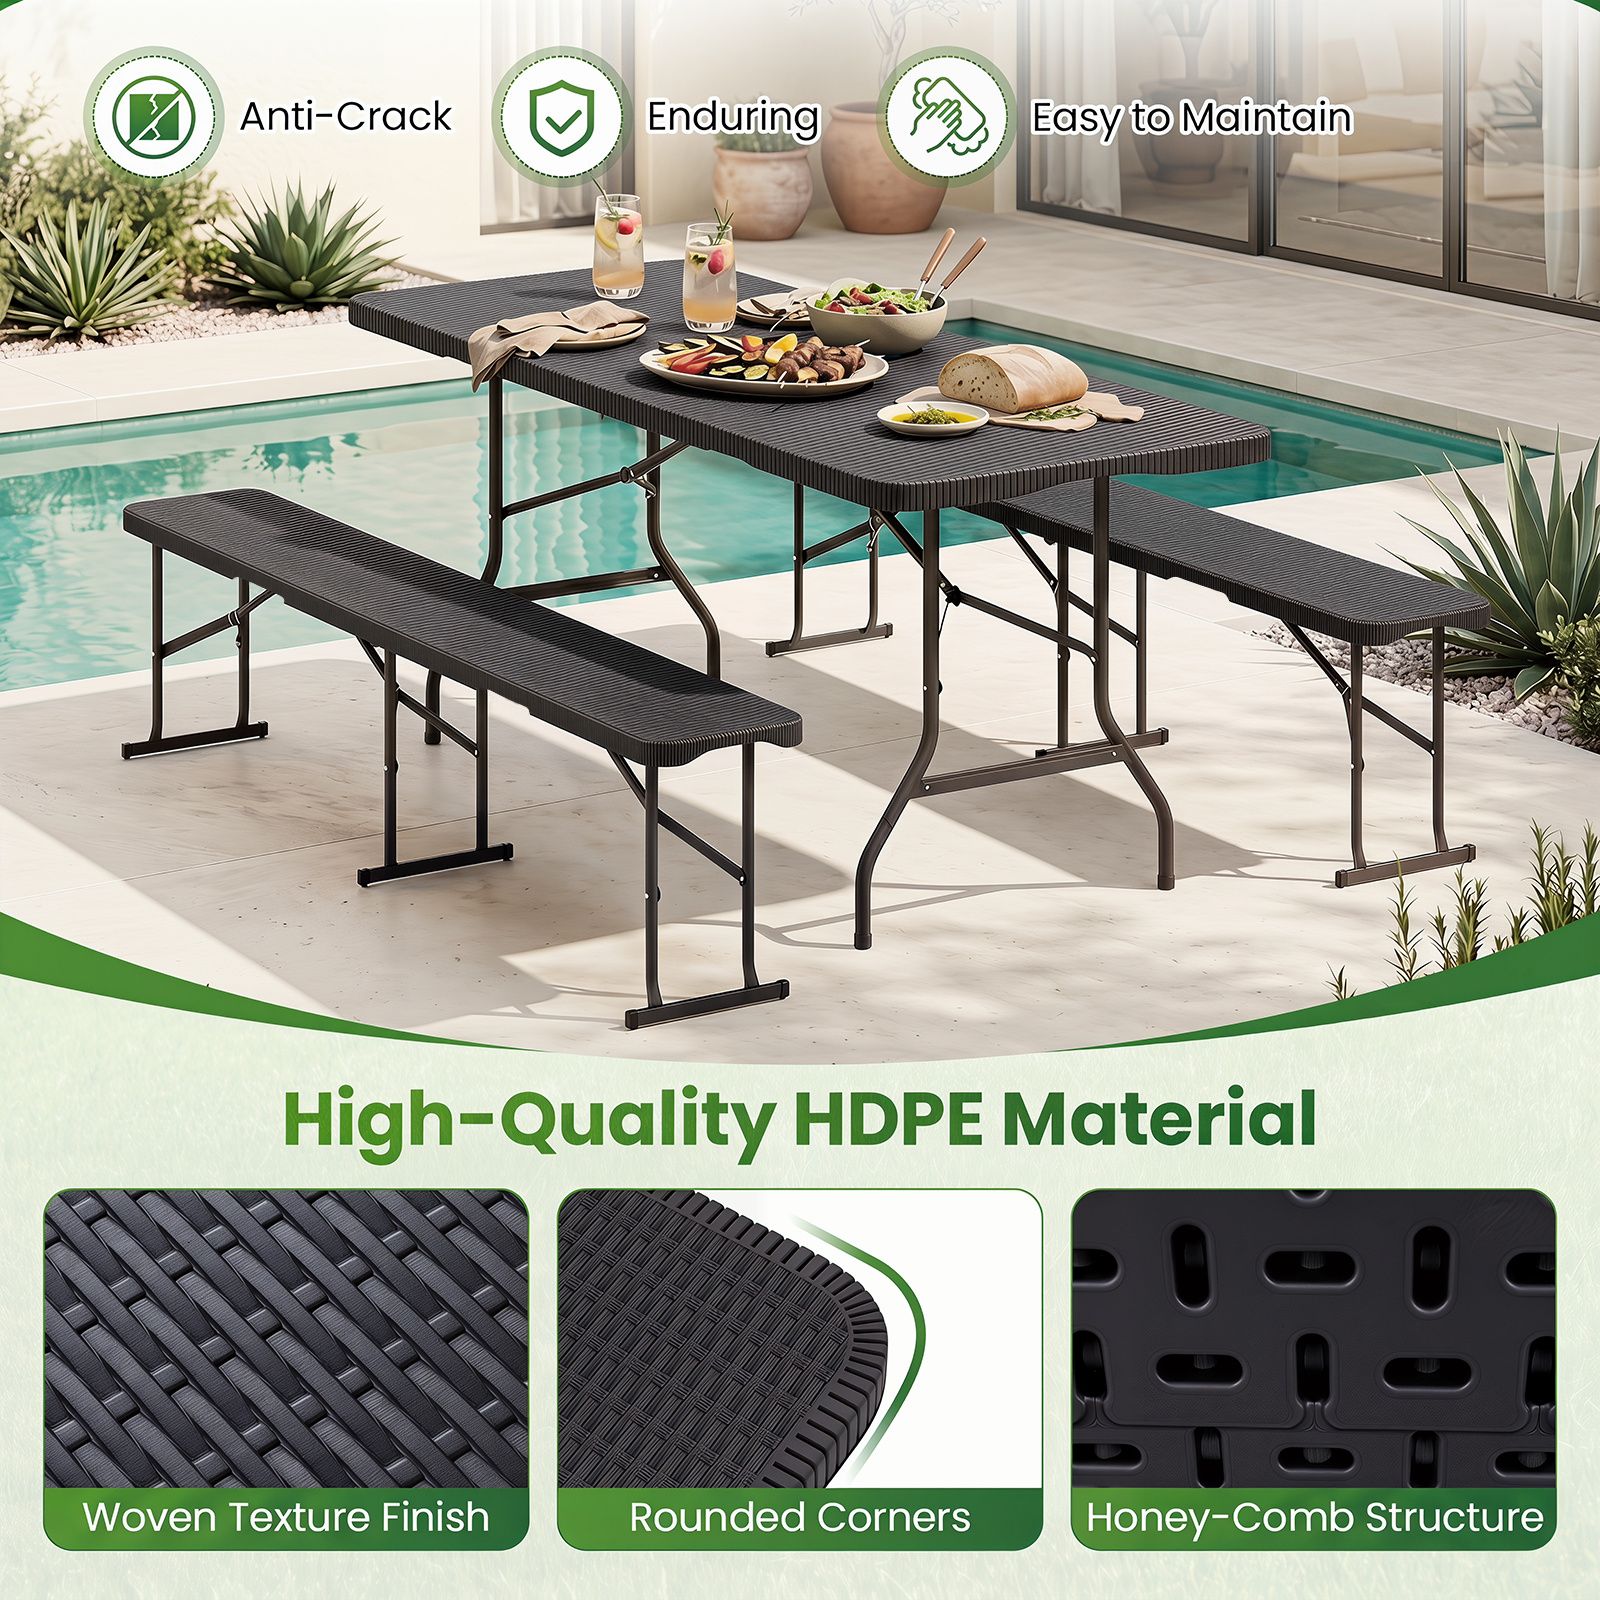 Anti-Crack
Enduring
Easy to Maintain
High-Quality HDPE Material
Woven Texture Finish
Rounded Corners
Honey-Comb Structure